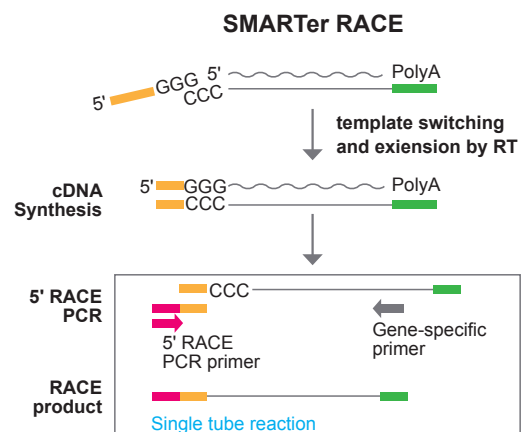 SMARTer RACE
5' GGG 5' PolyA
CCC
template switching
and exiension by RT
cDNA
Synthesis
5' GGG PolyA
CCC
5' RACE
PCR
CCC
5' RACE
PCR primer
Gene-specific
primer
RACE
product
Single tube reaction